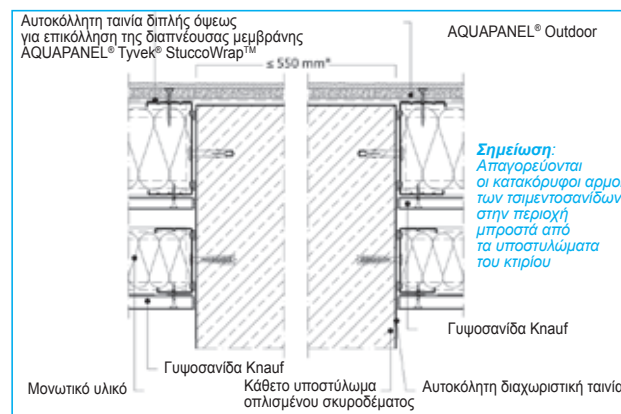 Αυτοκόλλητη ταινία διπλής όψεως
για επικόλληση της διαπνέουσας μεμβράνης
AQUAPANEL® Tyvek® StuccoWrap™
AQUAPANEL® Outdoor
≤ 550 mm*
Σημείωση:
Απαγορεύονται
οι κατακόρυφοι αρμοί
των τσιμεντοσανίδων
στην περιοχή
μπροστά από
τα υποστυλώματα
του κτιρίου
Γυψοσανίδα Knauf
Γυψοσανίδα Knauf
Μονωτικό υλικό
Κάθετο υποστύλωμα
οπλισμένου σκυροδέματος
Αυτοκόλητη διαχωριστική ταινία